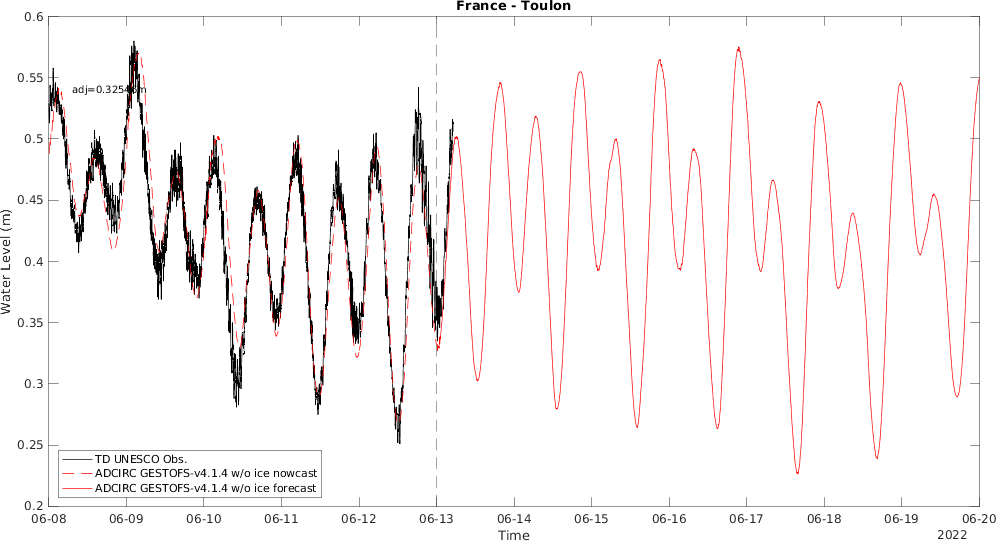 France - Toulon
0.6
0.55
adj=0.3254
0.5
0.45
0.4
0.35
0.3
0.25
0.2
Water Level (m)
TD UNESCO Obs.
ADCIRC GESTOFS-v4.1.4 w/o ice nowcast
ADCIRC GESTOFS-v4.1.4 w/o ice forecast
06-08 06-09 06-10 06-11 06-12 06-13 06-14 06-15 06-16 06-17 06-18 06-19 06-20
Time
2022